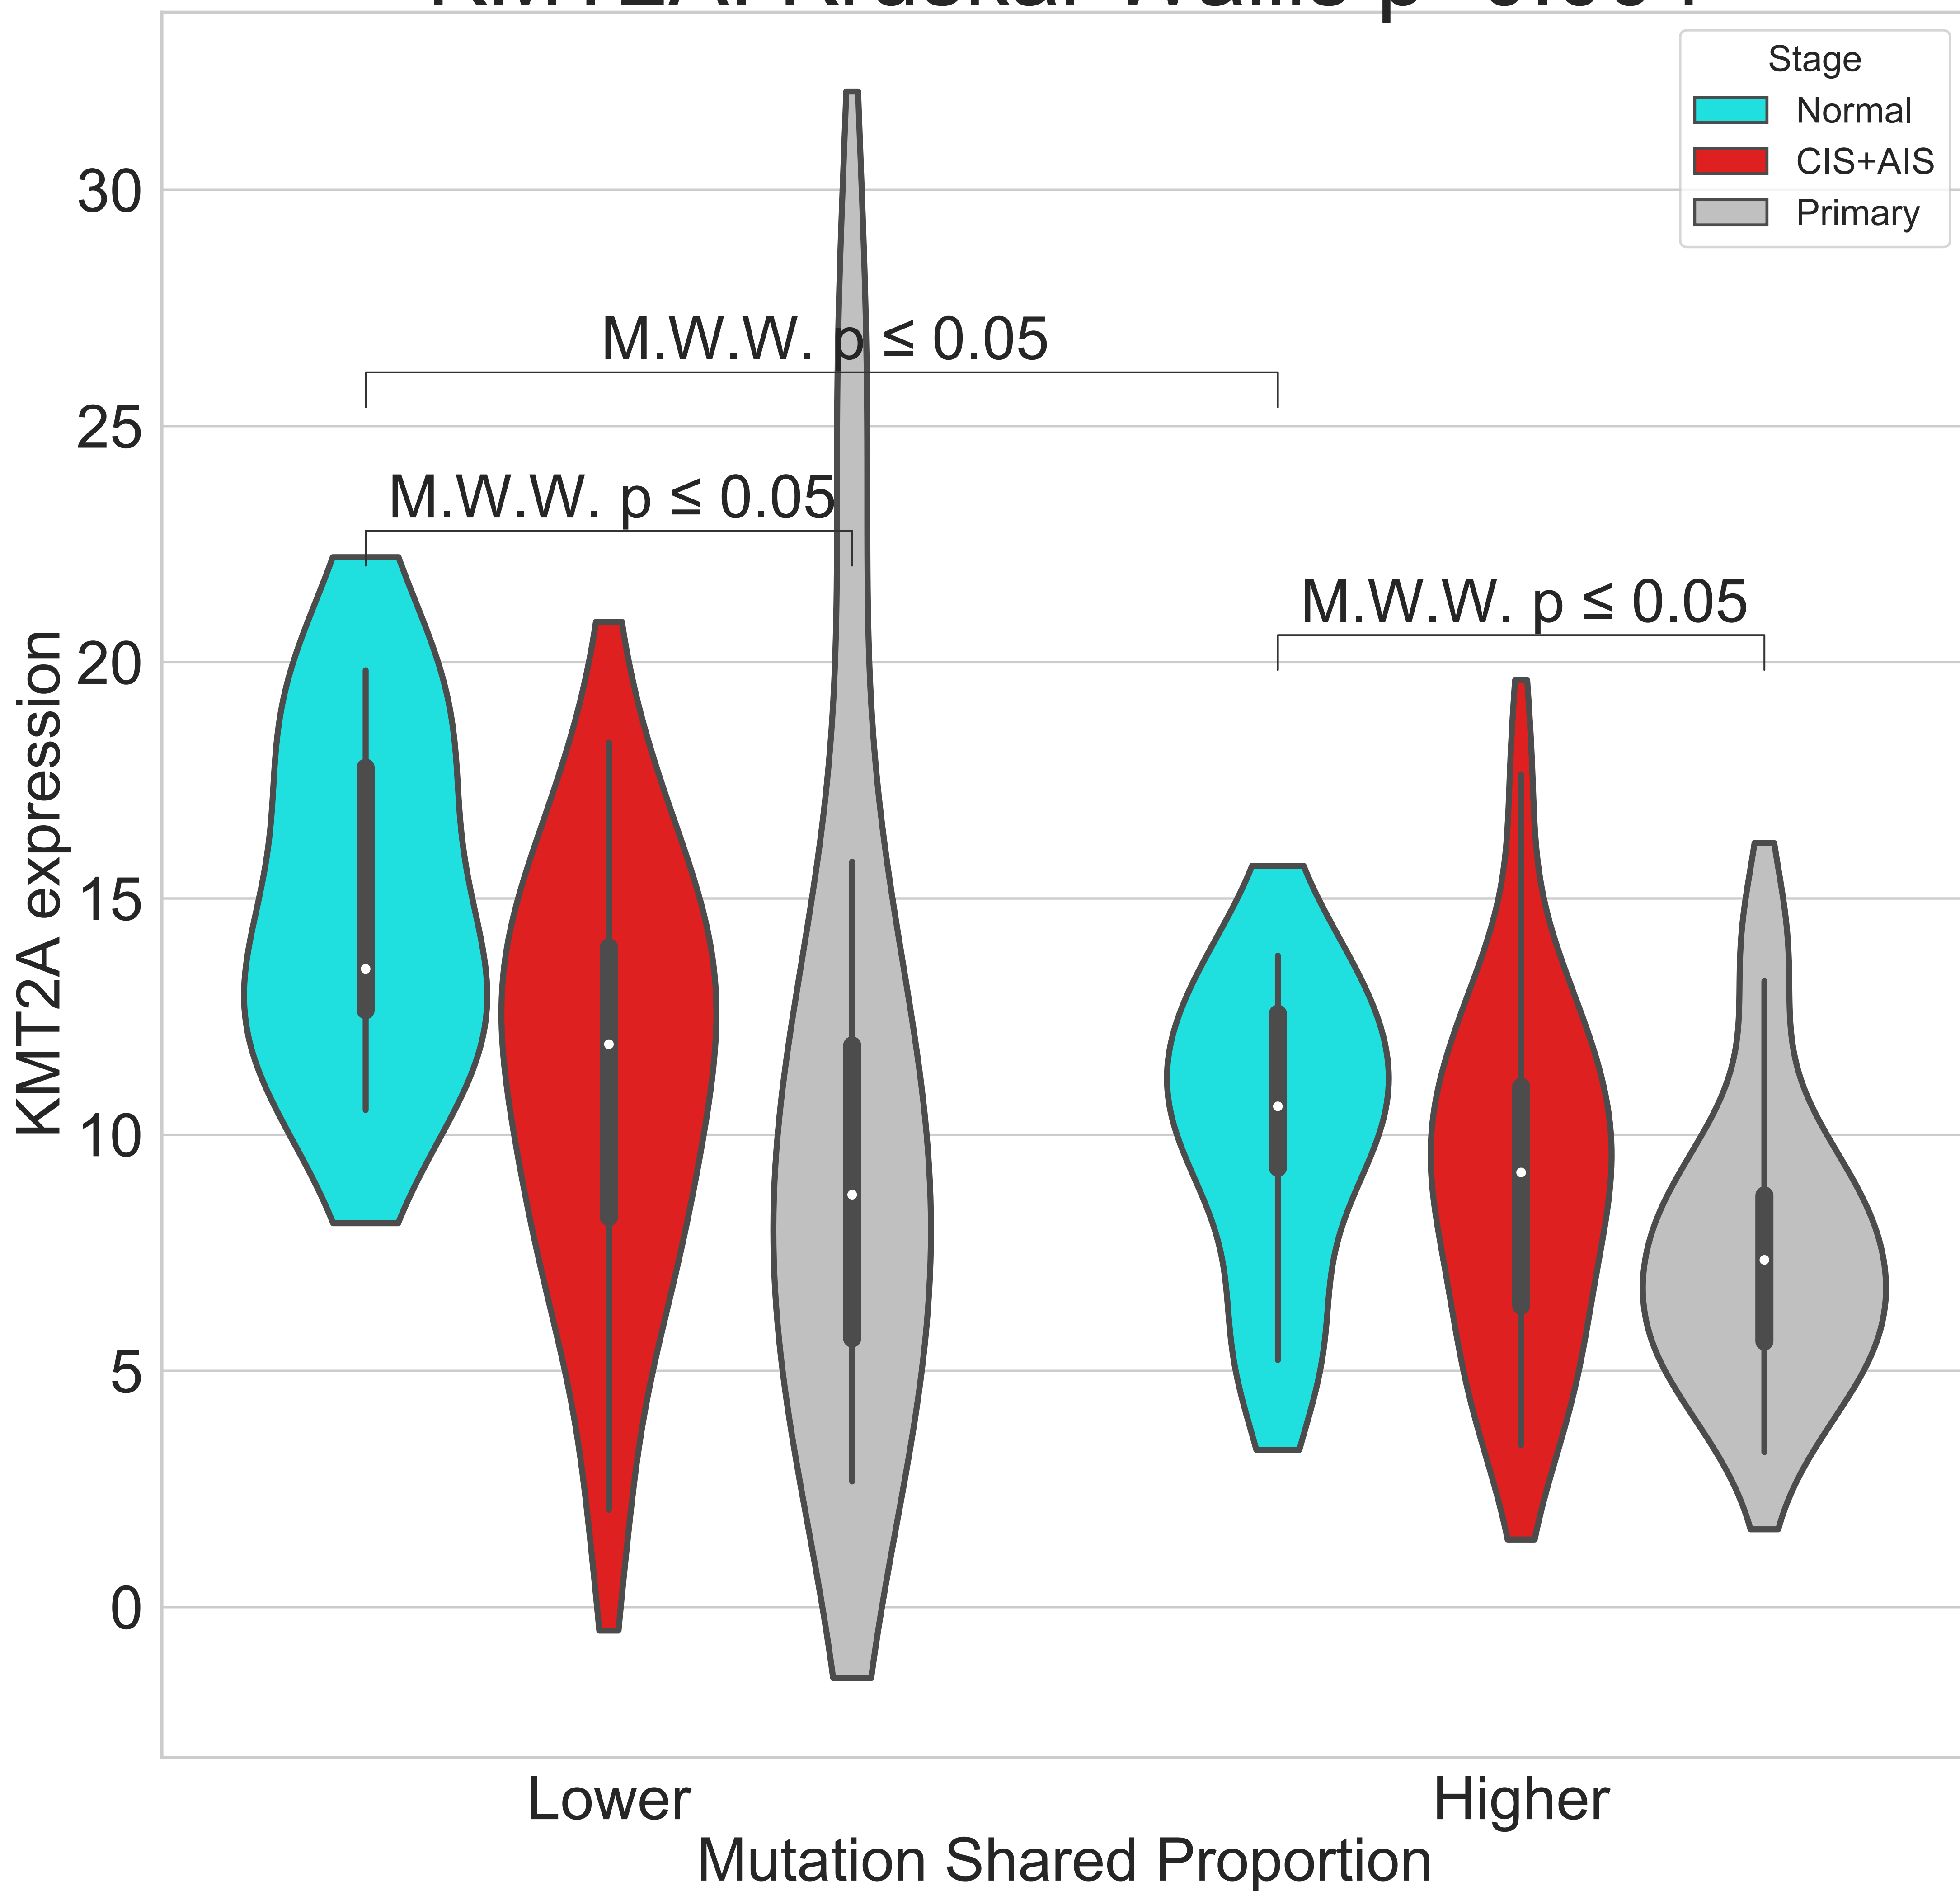 Stage
Normal
CIS+AIS
Primary
30
25
20
15
10
5
0
KMT2A expression
M.W.W. p ≤ 0.05
M.W.W. p ≤ 0.05
M.W.W. p ≤ 0.05
Lower
Higher
Mutation Shared Proportion